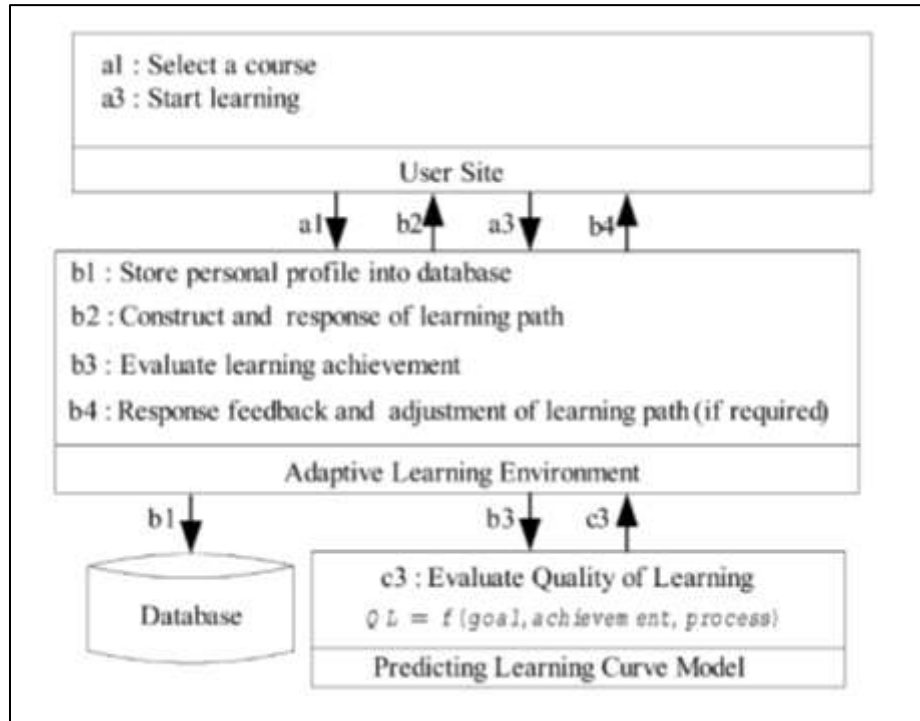 a1 : Select a course
a3 : Start learning
User Site
a1 b2 a3 b4
b1 : Store personal profile into database
b2 : Construct and response of learning path
b3 : Evaluate learning achievement
b4 : Response feedback and adjustment of learning path (if required)
Adaptive Learning Environment
b1 b3 c3
c3 : Evaluate Quality of Learning
Database
QL = f (goal, achievement, process)
Predicting Learning Curve Model